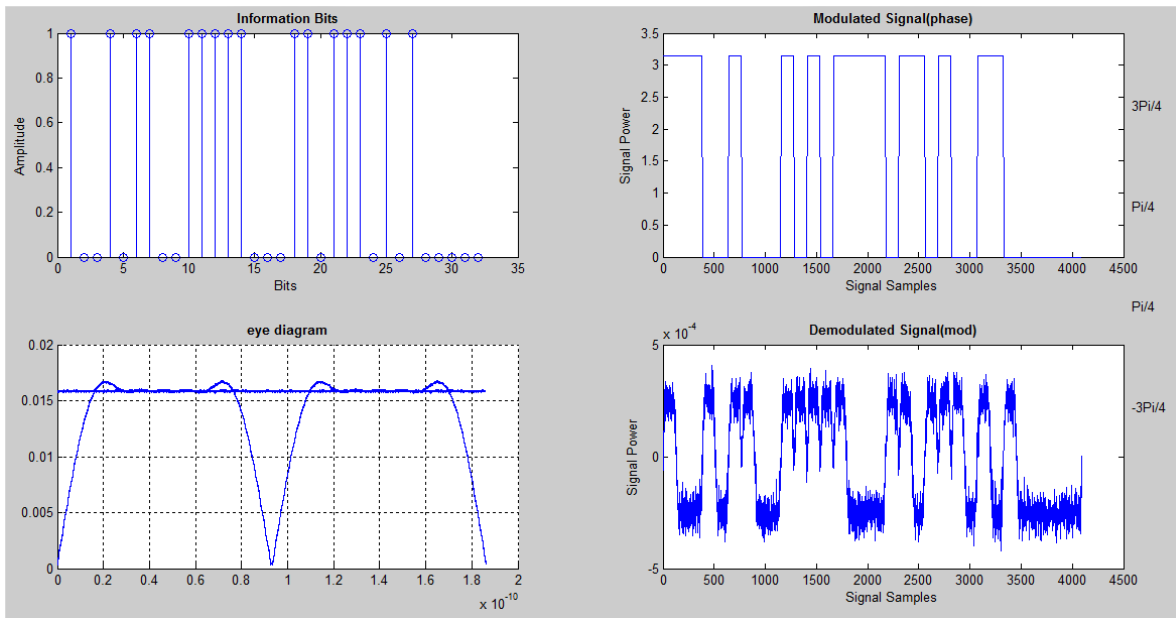 Information Bits
1
0.8
0.6
0.4
0.2
0
Amplitude
0 5 10 15 20 25 30 35
Bits
Modulated Signal(phase)
3.5
3
2.5
2
1.5
1
0.5
0
Signal Power
0 500 1000 1500 2000 2500 3000 3500 4000 4500
Signal Samples
3Pi/4
Pi/4
Pi/4
-3Pi/4
eye diagram
0.02
0.015
0.01
0.005
0
0 0.2 0.4 0.6 0.8 1 1.2 1.4 1.6 1.8 2
x 10^-10
Demodulated Signal(mod)
x 10^-4
5
0
-5
Signal Power
0 500 1000 1500 2000 2500 3000 3500 4000 4500
Signal Samples